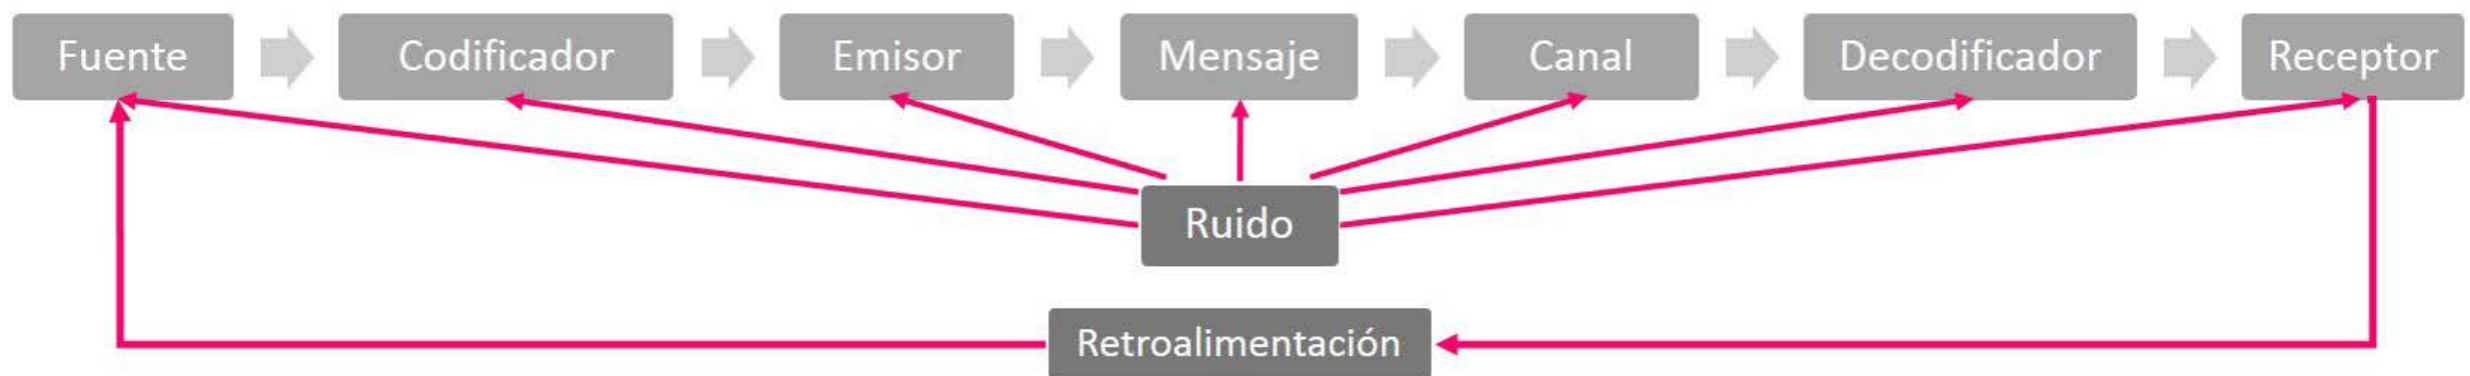 Fuente
Codificador
Emisor
Mensaje
Canal
Decodificador
Receptor
Ruido
Retroalimentación